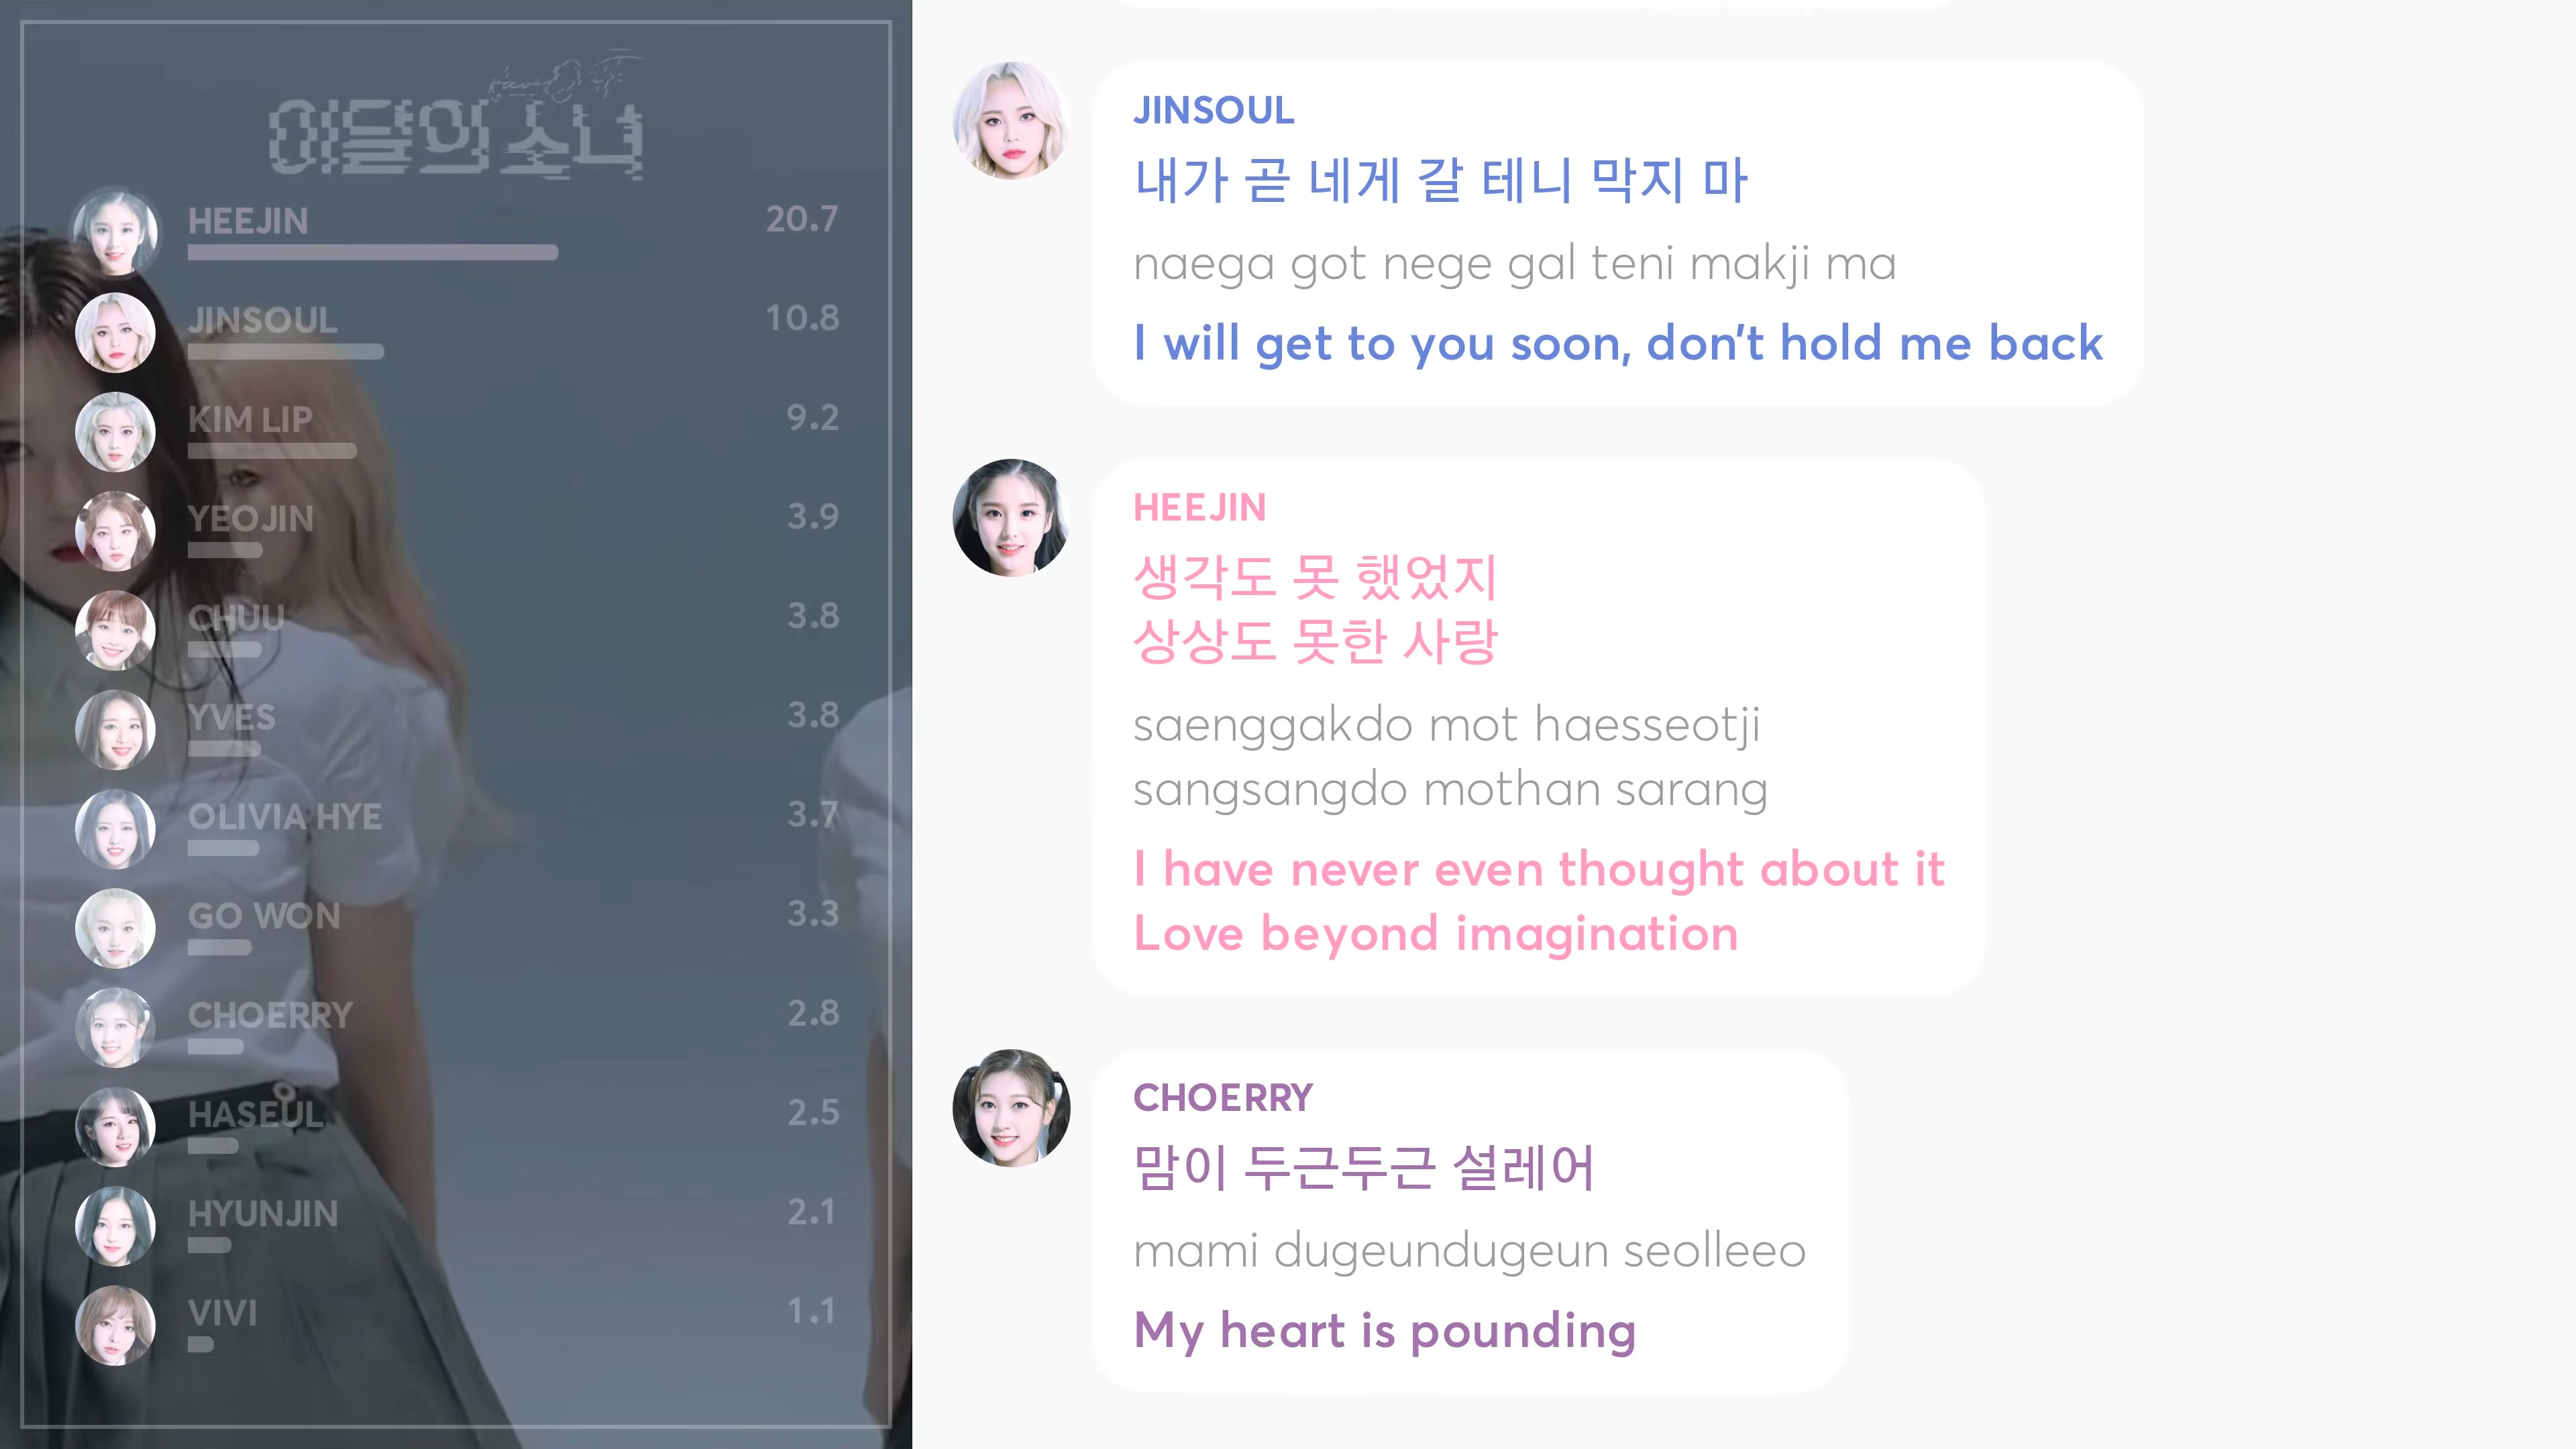 favOriTe
이달의 소녀
HEEJIN 20.7
JINSOUL 10.8
KIM LIP 9.2
YEOJIN 3.9
CHUU 3.8
YVES 3.8
OLIVIA HYE 3.7
GO WON 3.3
CHOERRY 2.8
HASEUL 2.5
HYUNJIN 2.1
VIVI 1.1
JINSOUL
내가 곧 네게 갈 테니 막지 마
naega got nege gal teni makji ma
I will get to you soon, don't hold me back
HEEJIN
생각도 못 했었지
상상도 못한 사랑
saenggakdo mot haesseotji
sangsangdo mothan sarang
I have never even thought about it
Love beyond imagination
CHOERRY
맘이 두근두근 설레어
mami dugeundugeun seolleeo
My heart is pounding